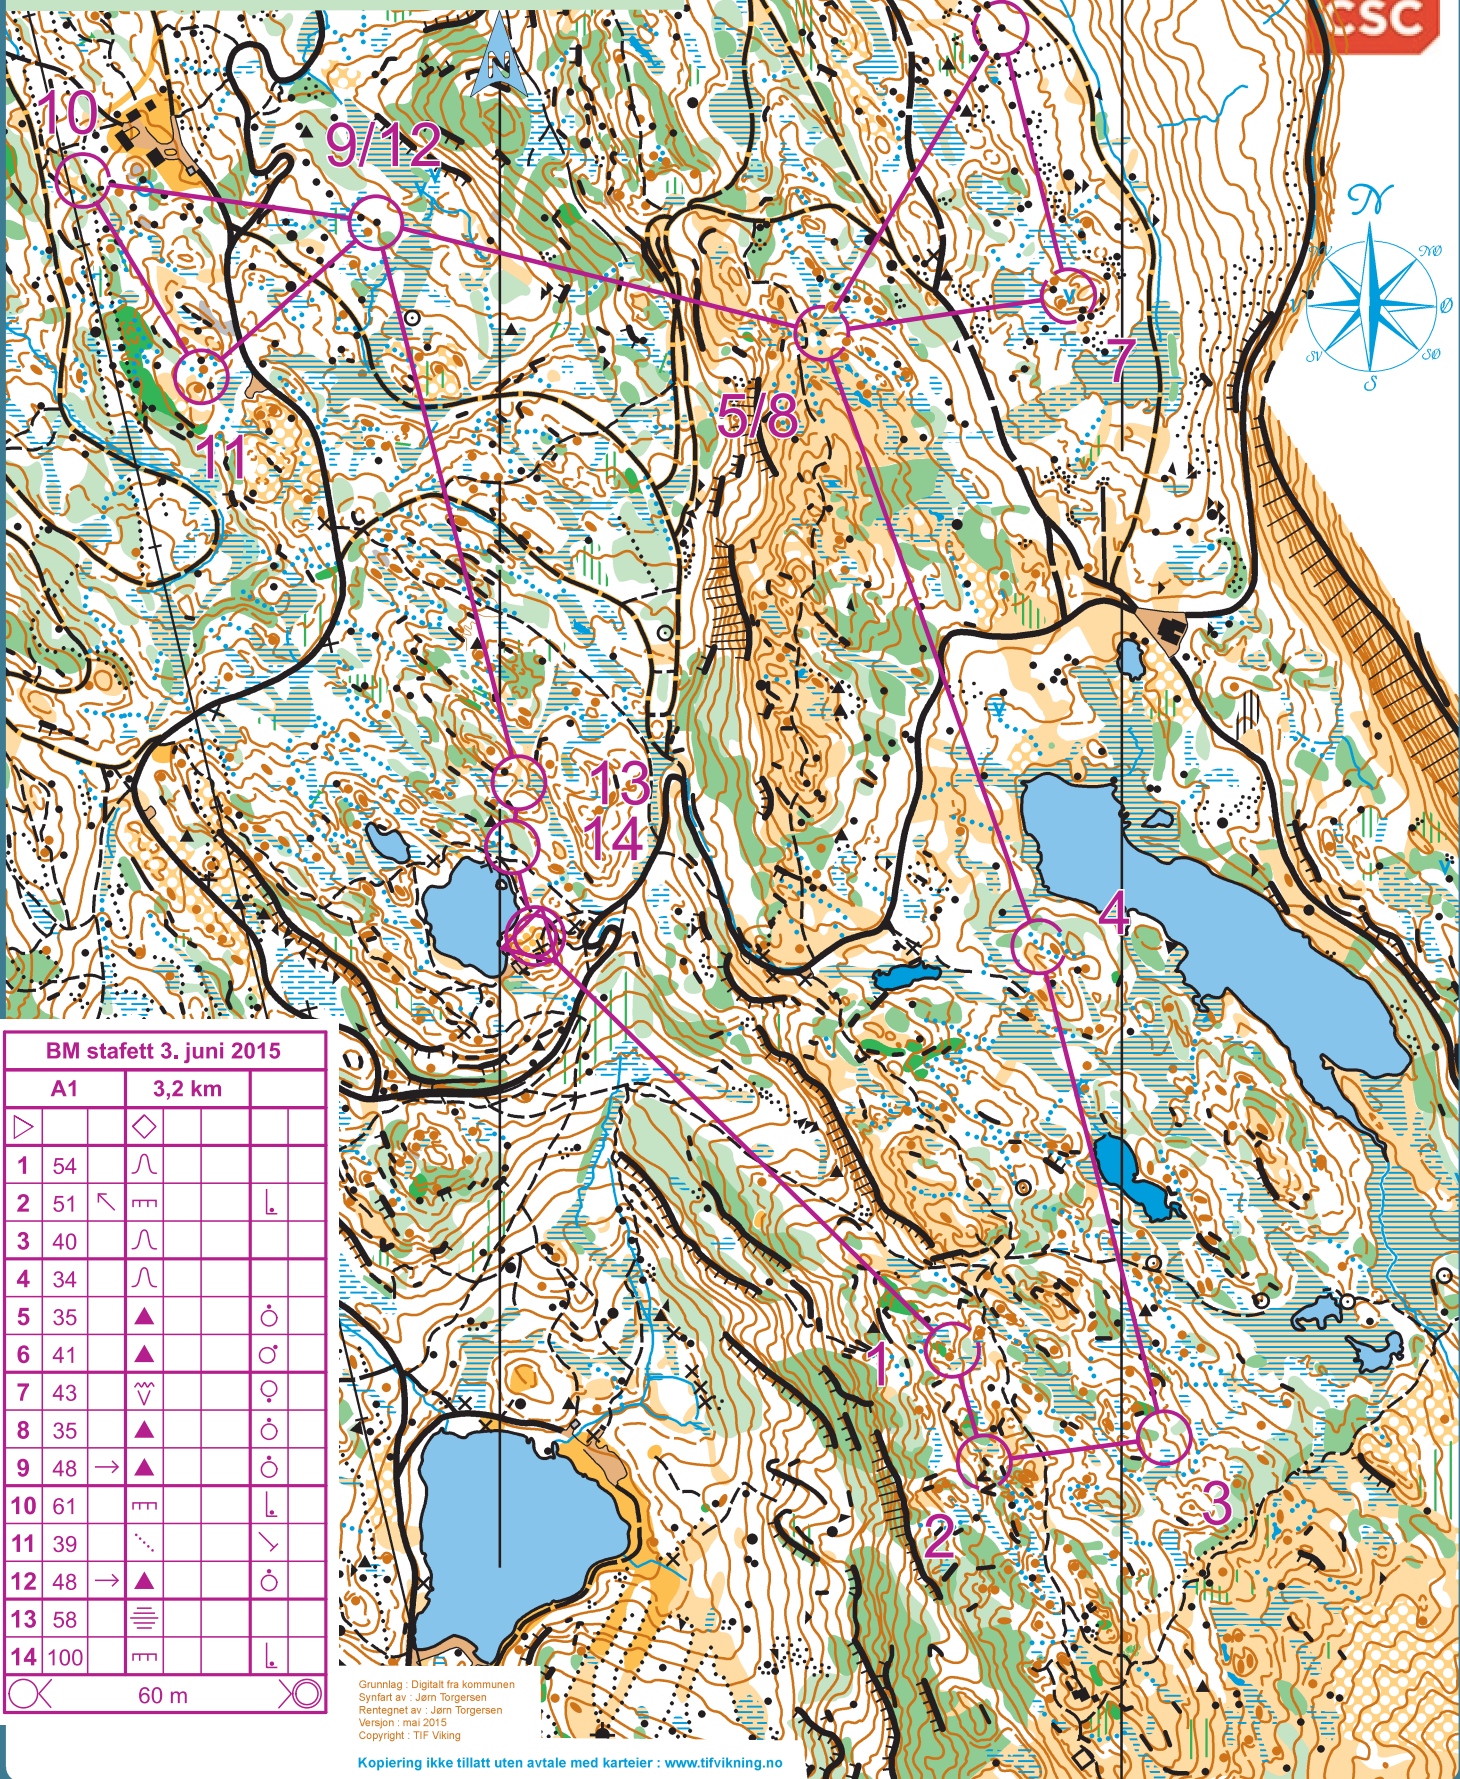 CSC
N
10
9/12
N
NØ
Ø
SØ
S
SV
7
5/8
11
13
14
4
1
2
3
BM stafett 3. juni 2015
A1 3,2 km
1 54
2 51
3 40
4 34
5 35
6 41
7 43
8 35
9 48
10 61
11 39
12 48
13 58
14 100
60 m
Grunnlag : Digitalt fra kommunen
Synfart av : Jørn Torgersen
Rentegnet av : Jørn Torgersen
Versjon : mai 2015
Copyright : TIF Viking
Kopiering ikke tillatt uten avtale med karteier : www.tifvikning.no